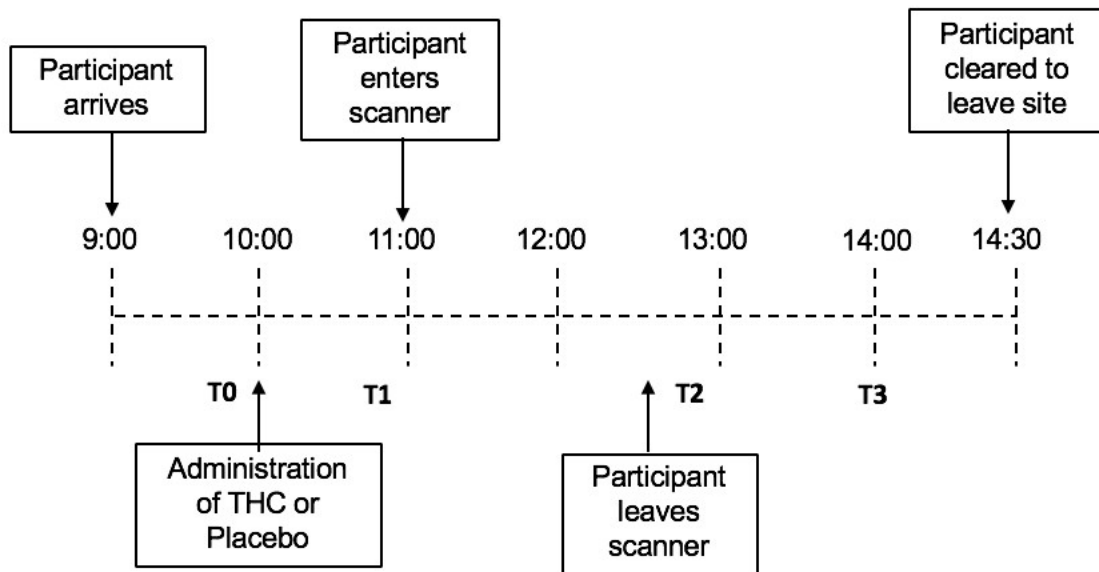 Participant
arrives
Participant
enters
scanner
Participant
cleared to
leave site
9:00 10:00 11:00 12:00 13:00 14:00 14:30
T0 T1 T2 T3
Administration
of THC or
Placebo
Participant
leaves
scanner